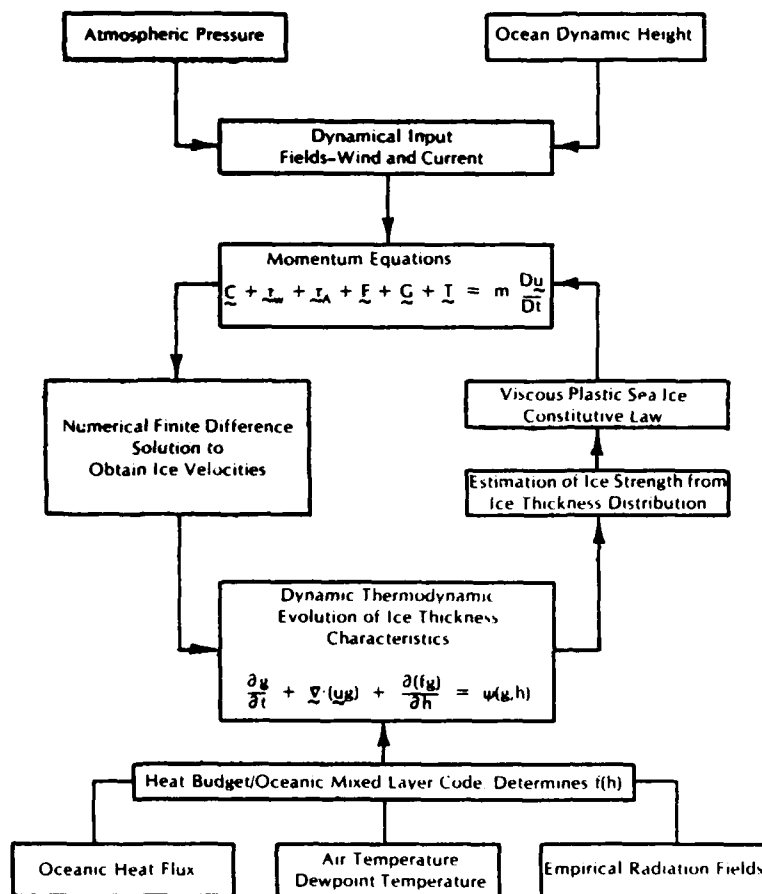 Atmospheric Pressure
Ocean Dynamic Height
Dynamical Input
Fields–Wind and Current
Momentum Equations
C + τ_w + τ_A + F + G + T = m Du/Dt
Numerical Finite Difference
Solution to
Obtain Ice Velocities
Viscous Plastic Sea Ice
Constitutive Law
Estimation of Ice Strength from
Ice Thickness Distribution
Dynamic Thermodynamic
Evolution of Ice Thickness
Characteristics
∂g/∂t + ∇·(ug) + ∂(fg)/∂h = ψ(g,h)
Heat Budget/Oceanic Mixed Layer Code. Determines f(h)
Oceanic Heat Flux
Air Temperature
Dewpoint Temperature
Empirical Radiation Fields